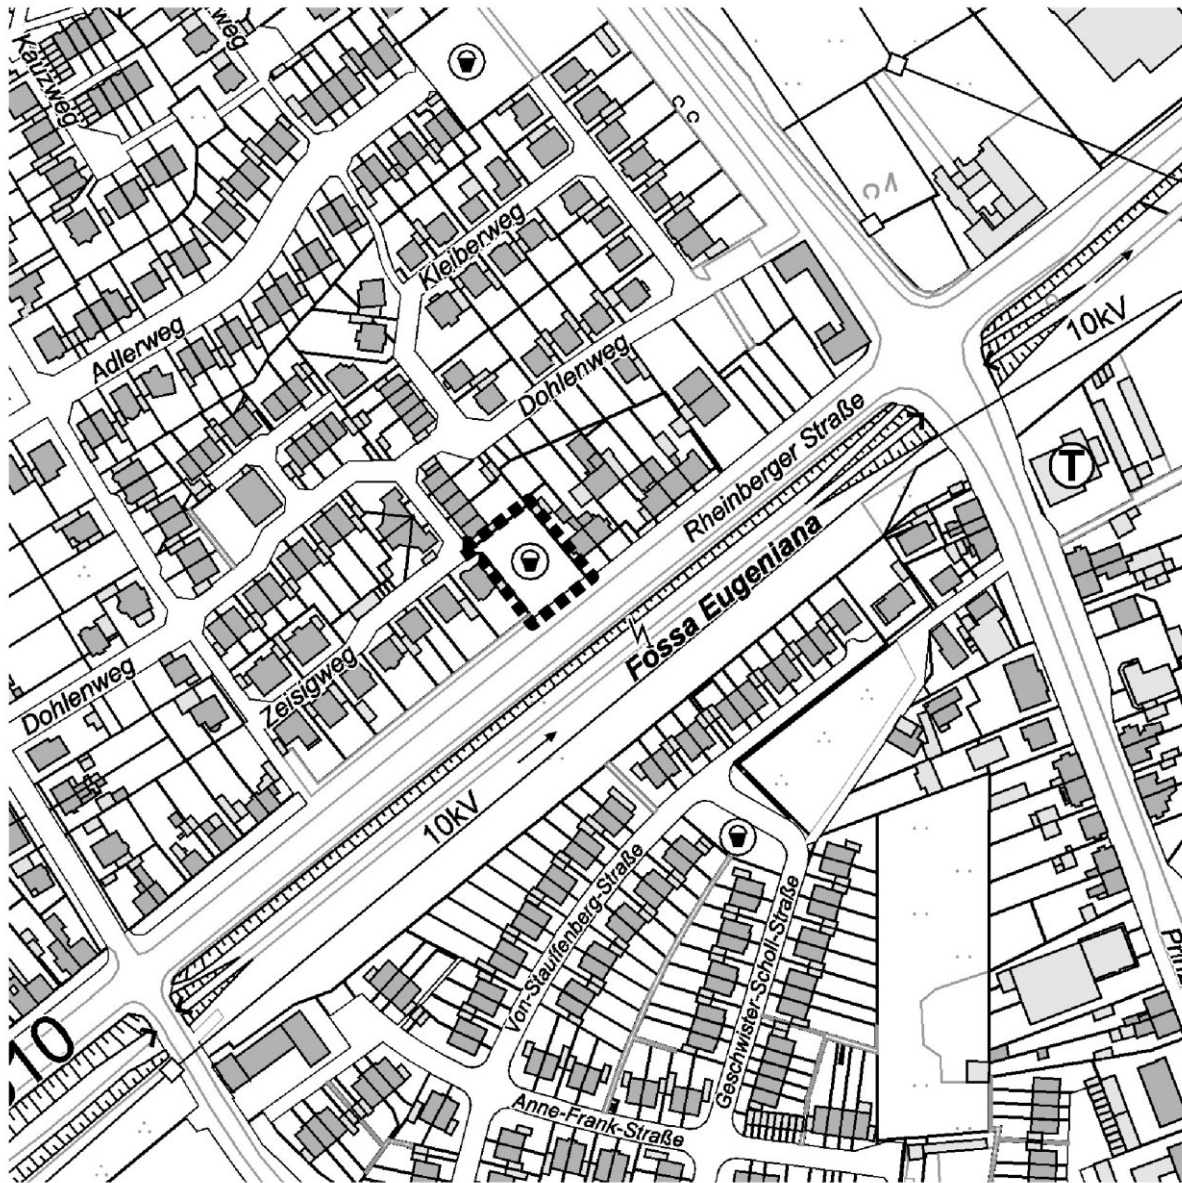 Kauzweg
Kleiberweg
Adlerweg
Dohlenweg
10kV
Rheinberger Straße
T
Fossa Eugeniana
Dohlenweg
Zeisigweg
10kV
Von-Stauffenberg-Straße
Geschwister-Scholl-Straße
Anne-Frank-Straße
10